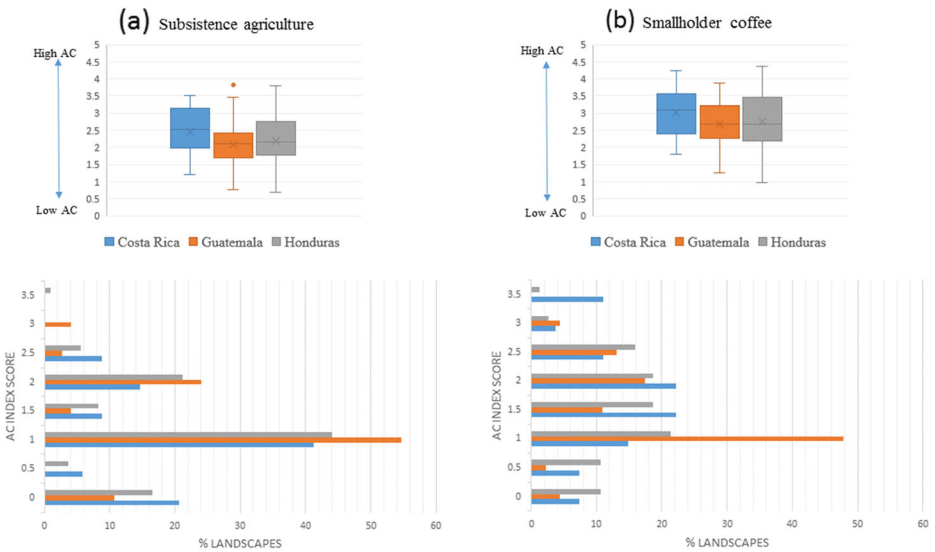 (a) Subsistence agriculture
High AC
5
4.5
4
3.5
3
2.5
2
1.5
1
0.5
0
Low AC
Costa Rica Guatemala Honduras
(b) Smallholder coffee
High AC
5
4.5
4
3.5
3
2.5
2
1.5
1
0.5
0
Low AC
Costa Rica Guatemala Honduras
AC INDEX SCORE
3.5
3
2.5
2
1.5
1
0.5
0
0 10 20 30 40 50 60
% LANDSCAPES
AC INDEX SCORE
3.5
3
2.5
2
1.5
1
0.5
0
0 10 20 30 40 50 60
% LANDSCAPES